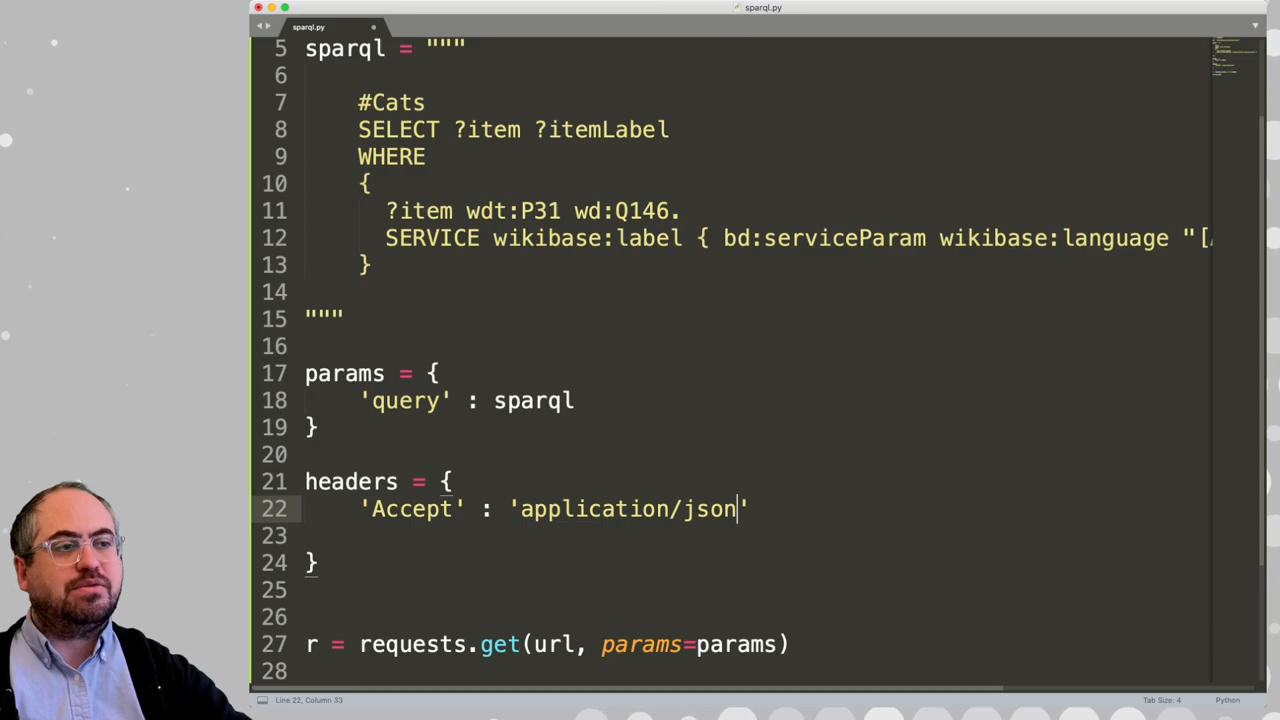 sparql.py
sparql.py
5 sparql = """
6
7 #Cats
8 SELECT ?item ?itemLabel
9 WHERE
10 {
11 ?item wdt:P31 wd:Q146.
12 SERVICE wikibase:label { bd:serviceParam wikibase:language "[
13 }
14
15 """
16
17 params = {
18 'query' : sparql
19 }
20
21 headers = {
22 'Accept' : 'application/json'
23
24 }
25
26
27 r = requests.get(url, params=params)
28
Line 22, Column 33
Tab Size: 4
Python